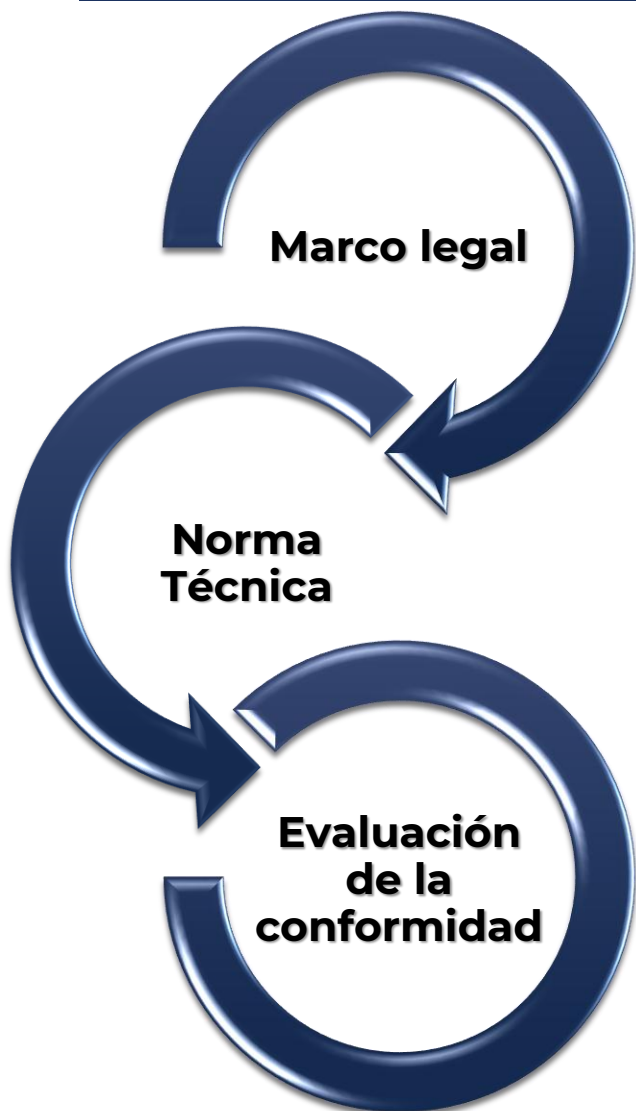 Marco legal
Norma
Técnica
Evaluación
de la
conformidad